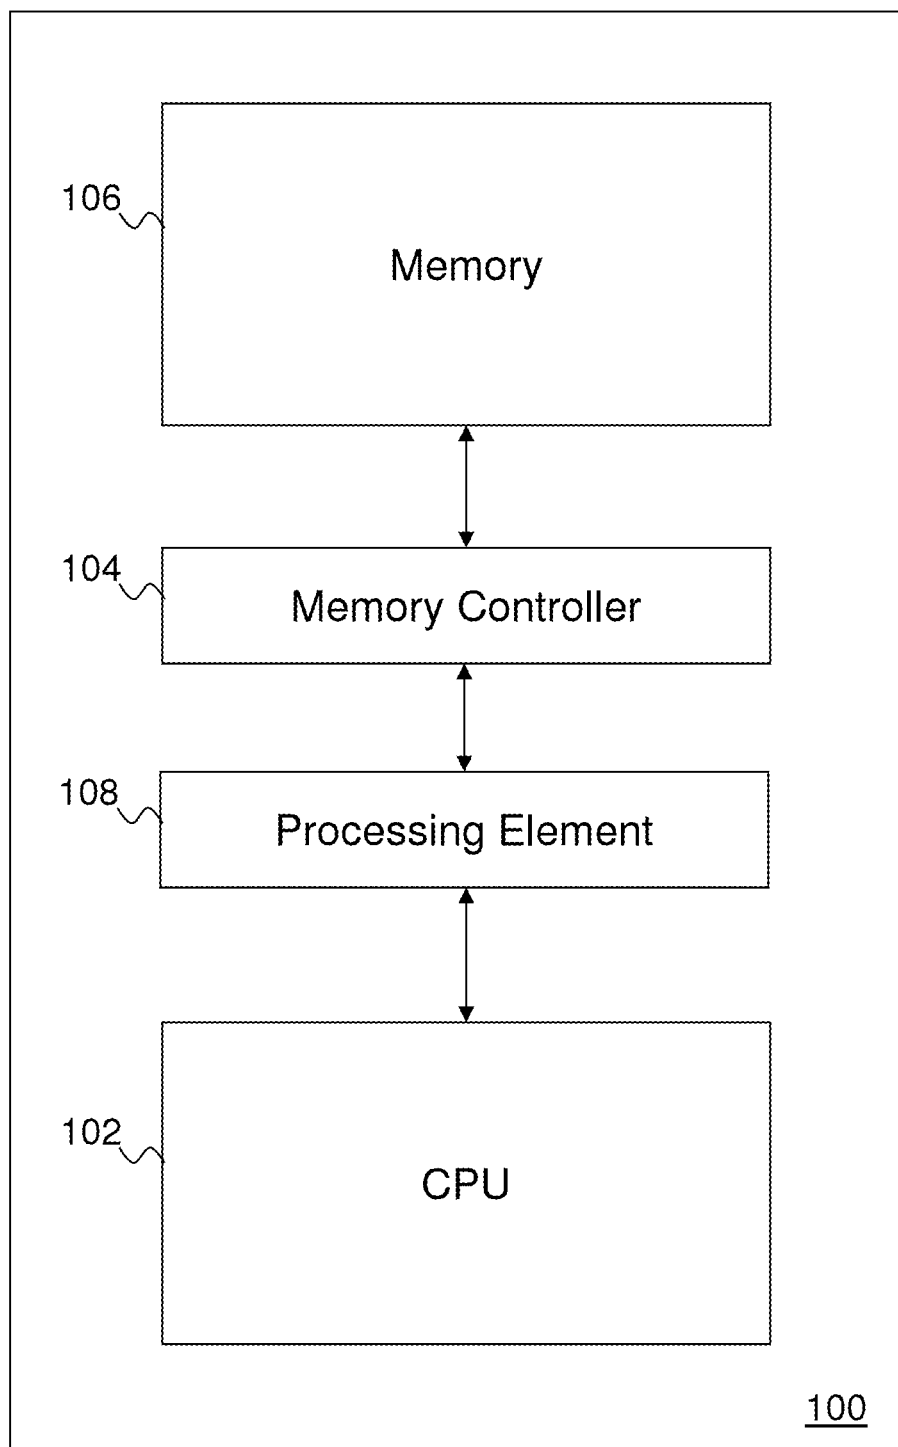 106
Memory
104
Memory Controller
108
Processing Element
102
CPU
100